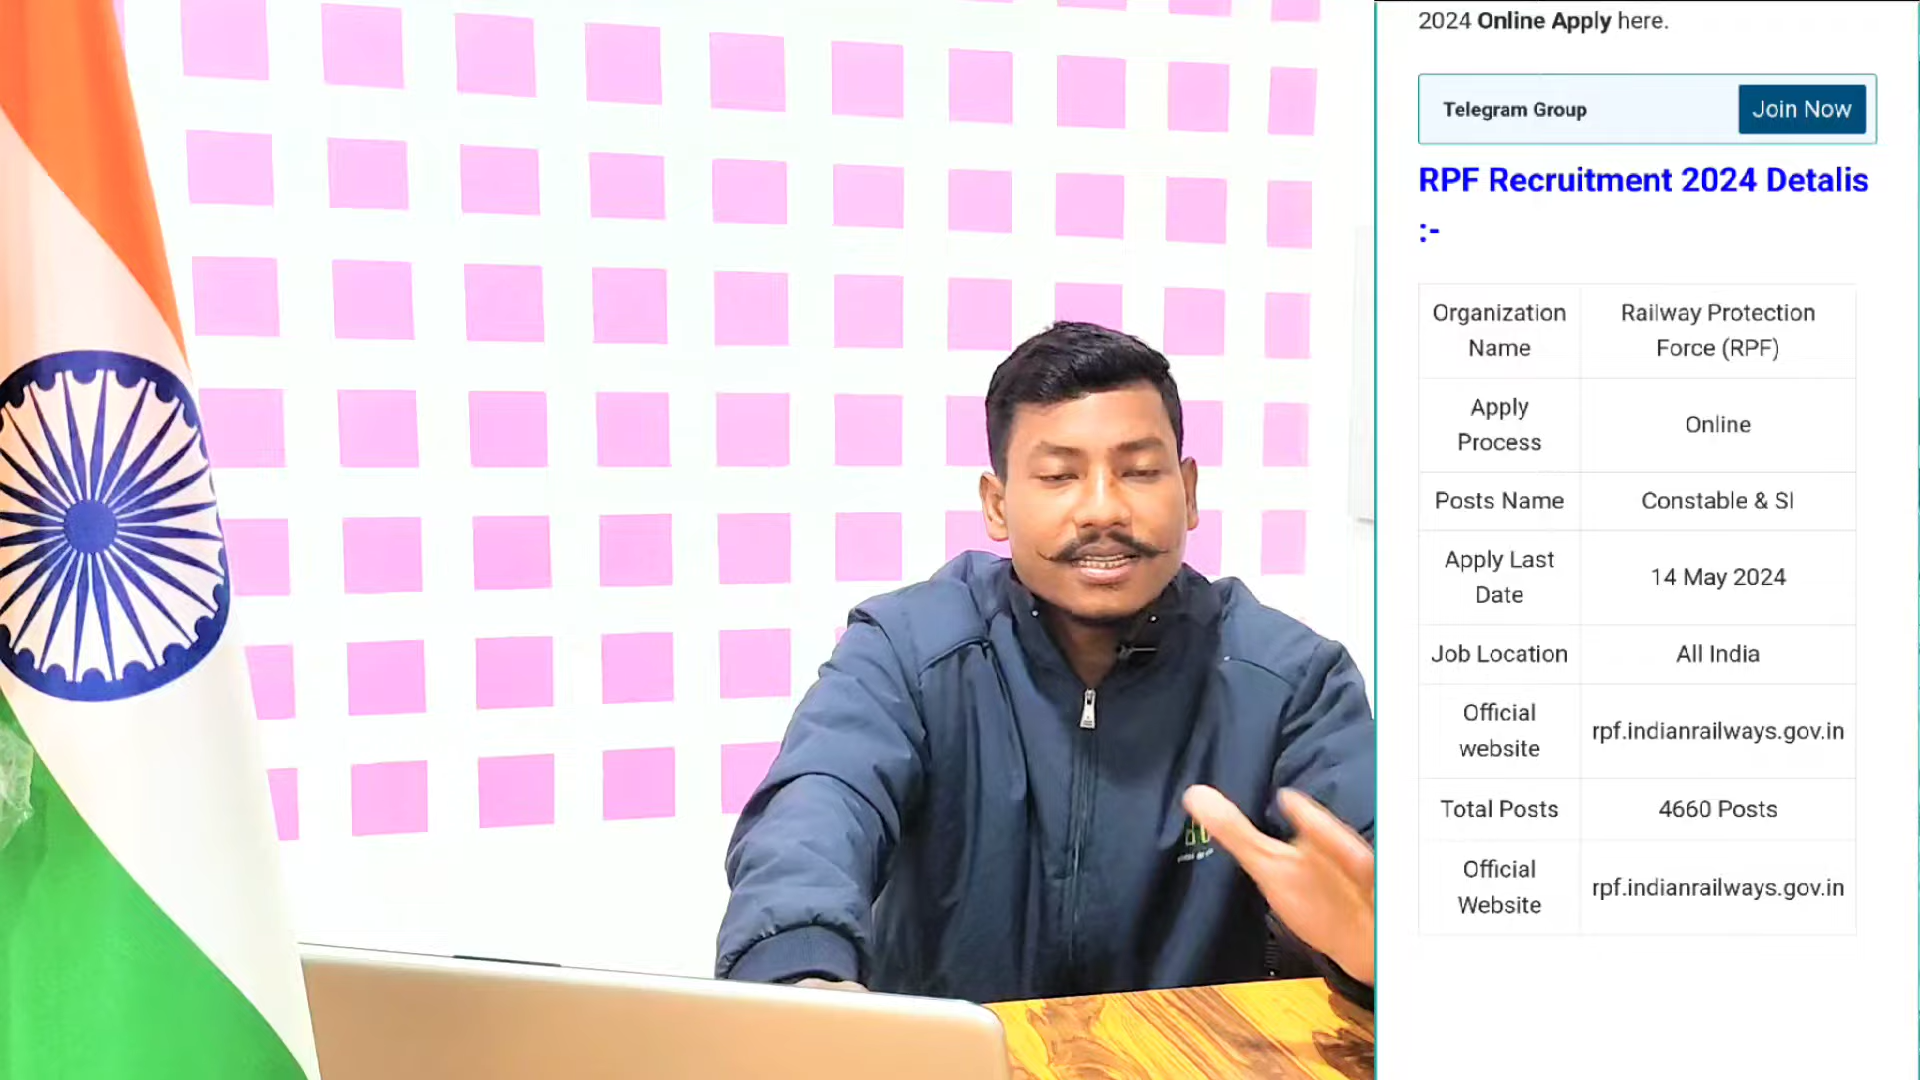 2024 Online Apply here.
Telegram Group
Join Now
RPF Recruitment 2024 Detalis
:-
Organization
Name
Railway Protection
Force (RPF)
Apply
Process
Online
Posts Name
Constable & SI
Apply Last
Date
14 May 2024
Job Location
All India
Official
website
rpf.indianrailways.gov.in
Total Posts
4660 Posts
Official
Website
rpf.indianrailways.gov.in